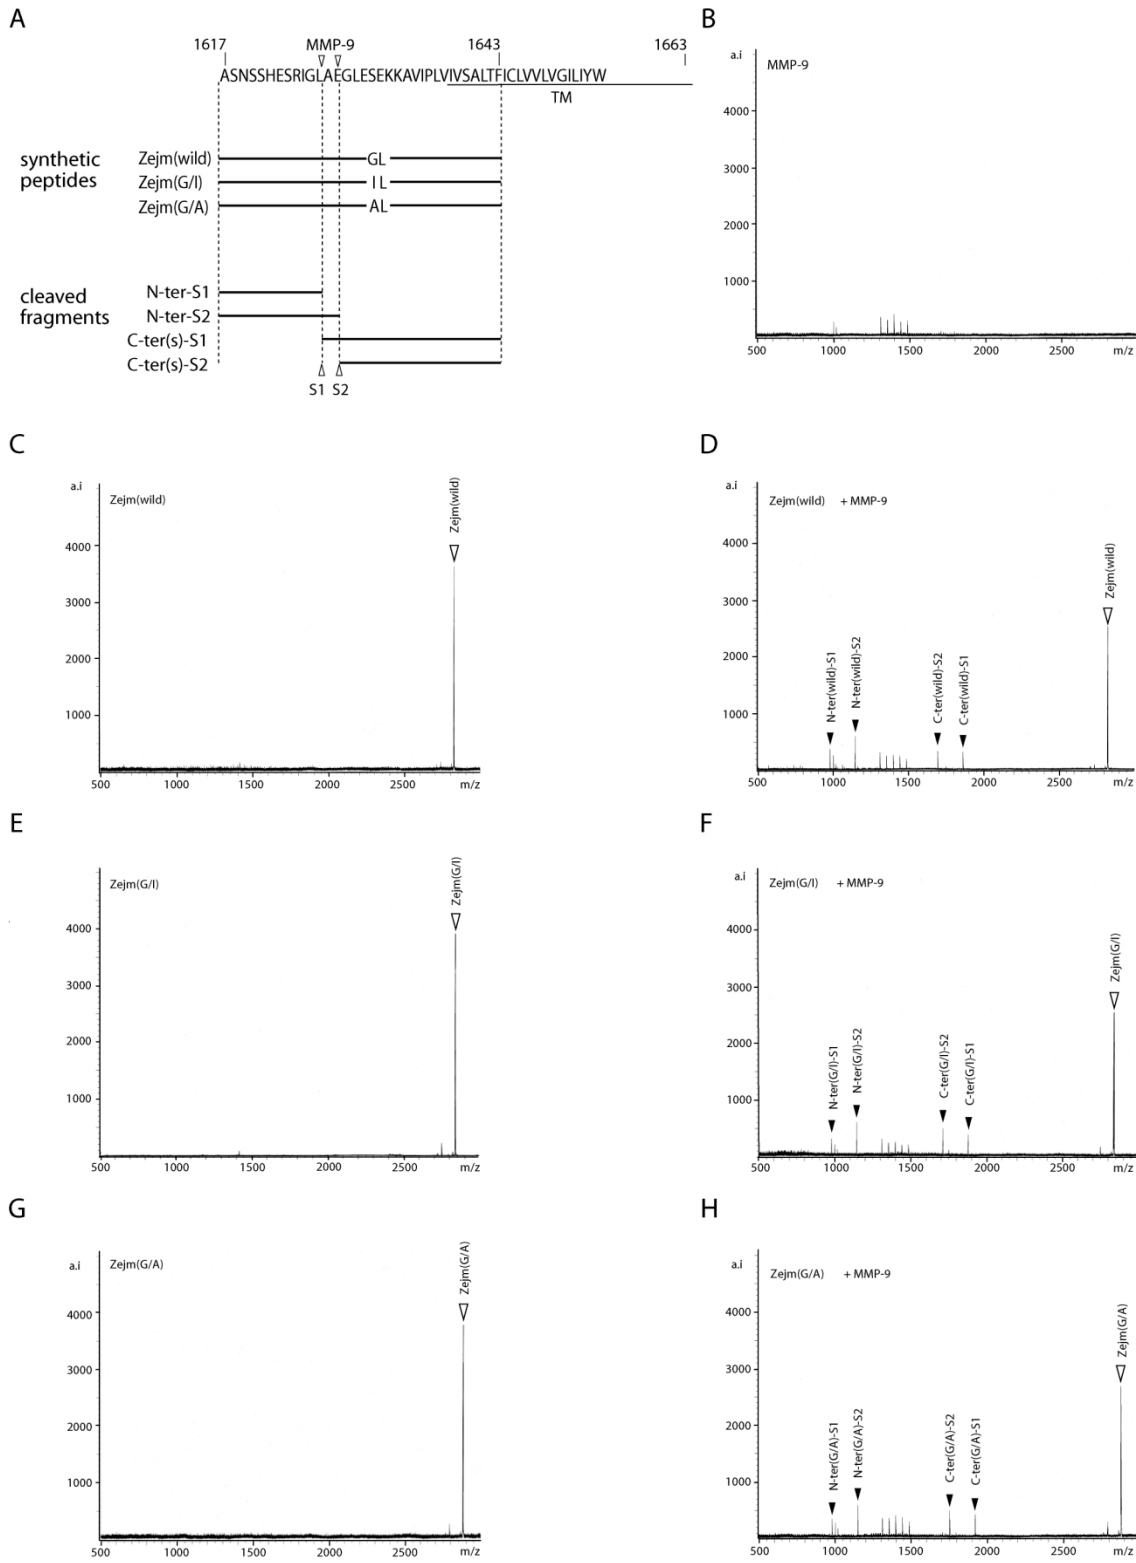 A
1617 MMP-9 1643 1663
ASNSSHESRIGLAEGLESEKKAVIPLVIVSALTFICLVVLVGILIYW
TM
synthetic peptides
Zejm(wild) GL
Zejm(G/I) IL
Zejm(G/A) AL
cleaved fragments
N-ter-S1
N-ter-S2
C-ter(s)-S1
C-ter(s)-S2
S1 S2
B
a.i
MMP-9
4000
3000
2000
1000
500 1000 1500 2000 2500 m/z
C
a.i
Zejm(wild)
Zejm(wild)
4000
3000
2000
1000
500 1000 1500 2000 2500 m/z
D
a.i
Zejm(wild) + MMP-9
N-ter(wild)-S1
N-ter(wild)-S2
C-ter(wild)-S2
C-ter(wild)-S1
Zejm(wild)
4000
3000
2000
1000
500 1000 1500 2000 2500 m/z
E
a.i
Zejm(G/I)
Zejm(G/I)
4000
3000
2000
1000
500 1000 1500 2000 2500 m/z
F
a.i
Zejm(G/I) + MMP-9
N-ter(G/I)-S1
N-ter(G/I)-S2
C-ter(G/I)-S2
C-ter(G/I)-S1
Zejm(G/I)
4000
3000
2000
1000
500 1000 1500 2000 2500 m/z
G
a.i
Zejm(G/A)
Zejm(G/A)
4000
3000
2000
1000
500 1000 1500 2000 2500 m/z
H
a.i
Zejm(G/A) + MMP-9
N-ter(G/A)-S1
N-ter(G/A)-S2
C-ter(G/A)-S2
C-ter(G/A)-S1
Zejm(G/A)
4000
3000
2000
1000
500 1000 1500 2000 2500 m/z